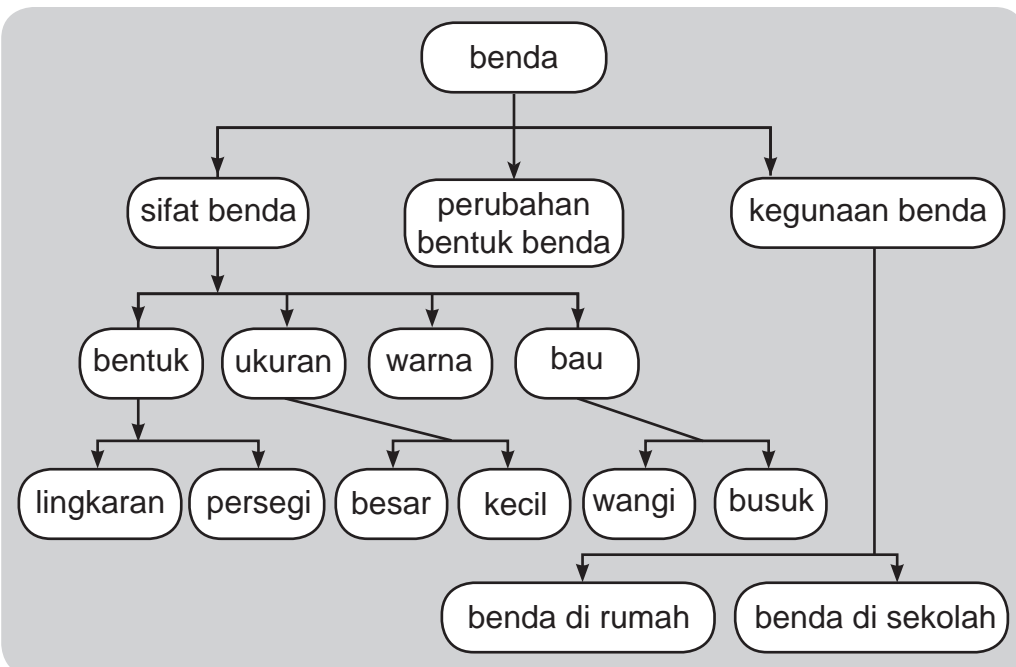 benda
sifat benda
perubahan
bentuk benda
kegunaan benda
bentuk
ukuran
warna
bau
lingkaran
persegi
besar
kecil
wangi
busuk
benda di rumah
benda di sekolah